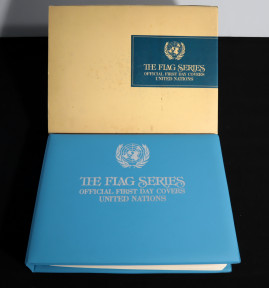 THE FLAG SERIES
OFFICIAL FIRST DAY COVERS
UNITED NATIONS
THE FLAG SERIES
OFFICIAL FIRST DAY COVERS
UNITED NATIONS